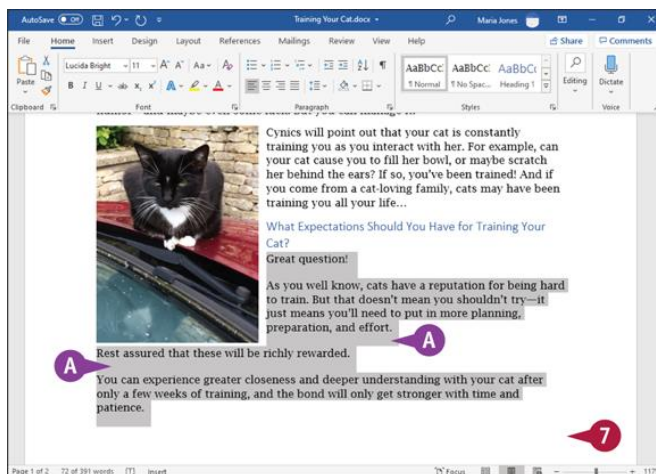 AutoSave Off
Training Your Cat.docx
Maria Jones
File Home Insert Design Layout References Mailings Review View Help
Share Comments
Paste
Lucida Bright 11 A A Aa
B I U ab x x A A
AaBbCc AaBbCc AaBbC
¶ Normal ¶ No Spac... Heading 1
Editing Dictate
Clipboard Font Paragraph Styles Voice
Cynics will point out that your cat is constantly
training you as you interact with her. For example, can
your cat cause you to fill her bowl, or maybe scratch
her behind the ears? If so, you've been trained! And if
you come from a cat-loving family, cats may have been
training you all your life…
What Expectations Should You Have for Training Your
Cat?
Great question!
As you well know, cats have a reputation for being hard
to train. But that doesn't mean you shouldn't try—it
just means you'll need to put in more planning,
preparation, and effort.
A
Rest assured that these will be richly rewarded.
A
You can experience greater closeness and deeper understanding with your cat after
only a few weeks of training, and the bond will only get stronger with time and
patience.
7
Page 1 of 2 72 of 391 words Insert Focus